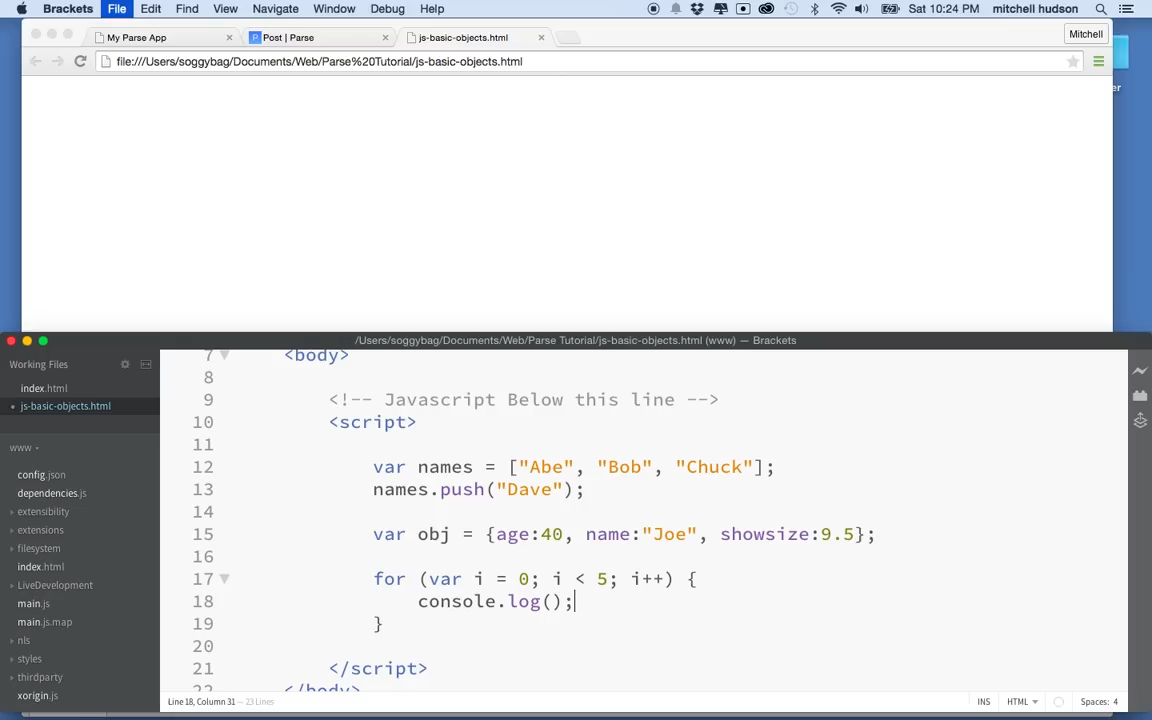 Brackets File Edit Find View Navigate Window Debug Help Sat 10:24 PM mitchell hudson
My Parse App Post | Parse js-basic-objects.html Mitchell
file:///Users/soggybag/Documents/Web/Parse%20Tutorial/js-basic-objects.html
er
/Users/soggybag/Documents/Web/Parse Tutorial/js-basic-objects.html (www) — Brackets
Working Files
index.html
js-basic-objects.html
www
config.json
dependencies.js
extensibility
extensions
filesystem
index.html
LiveDevelopment
main.js
main.js.map
nls
styles
thirdparty
xorigin.js
7 <body>
8
9 <!-- Javascript Below this line -->
10 <script>
11
12 var names = ["Abe", "Bob", "Chuck"];
13 names.push("Dave");
14
15 var obj = {age:40, name:"Joe", showsize:9.5};
16
17 for (var i = 0; i < 5; i++) {
18 console.log();
19 }
20
21 </script>
22 </body>
Line 18, Column 31 — 23 Lines INS HTML Spaces: 4